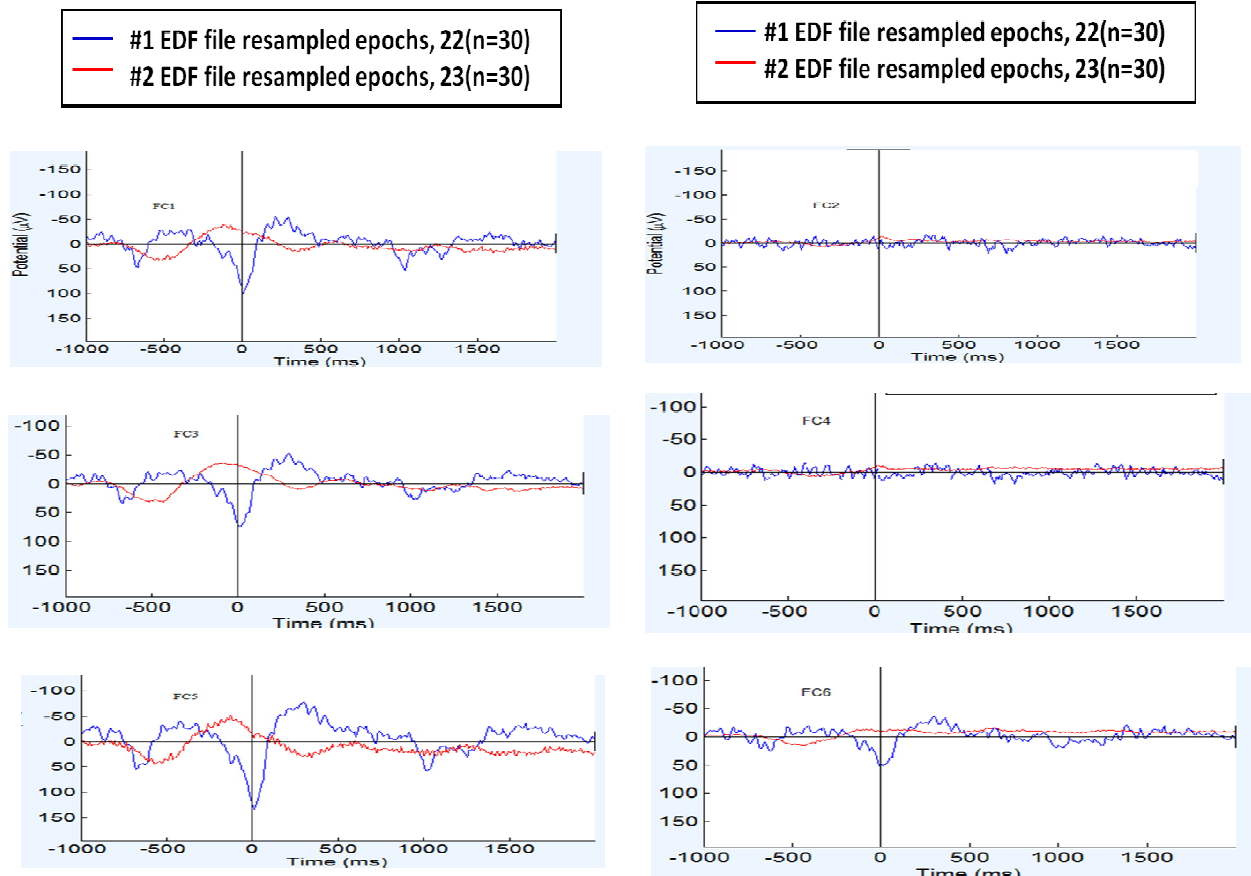 #1 EDF file resampled epochs, 22(n=30)
#2 EDF file resampled epochs, 23(n=30)
#1 EDF file resampled epochs, 22(n=30)
#2 EDF file resampled epochs, 23(n=30)
FC1
Potential (µV)
-150
-100
-50
0
50
100
150
-1000 -500 0 500 1000 1500
Time (ms)
FC2
Potential (µV)
-150
-100
-50
0
50
100
150
-1000 -500 0 500 1000 1500
Time (ms)
FC3
-100
-50
0
50
100
150
-1000 -500 0 500 1000 1500
Time (ms)
FC4
-100
-50
0
50
100
150
-1000 -500 0 500 1000 1500
Time (ms)
FC5
-100
-50
0
50
100
150
-1000 -500 0 500 1000 1500
Time (ms)
FC6
-100
-50
0
50
100
150
-1000 -500 0 500 1000 1500
Time (ms)